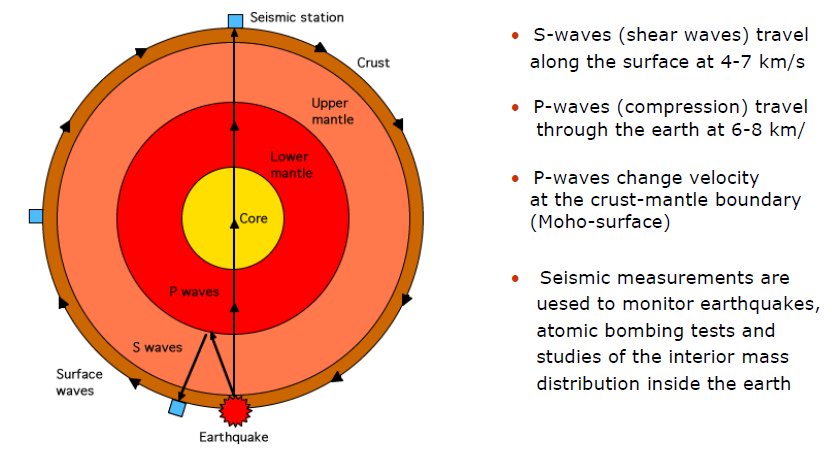 Seismic station
Crust
Upper
mantle
Lower
mantle
Core
P waves
S waves
Surface
waves
Earthquake
• S-waves (shear waves) travel
along the surface at 4-7 km/s
• P-waves (compression) travel
through the earth at 6-8 km/
• P-waves change velocity
at the crust-mantle boundary
(Moho-surface)
• Seismic measurements are
uesed to monitor earthquakes,
atomic bombing tests and
studies of the interior mass
distribution inside the earth